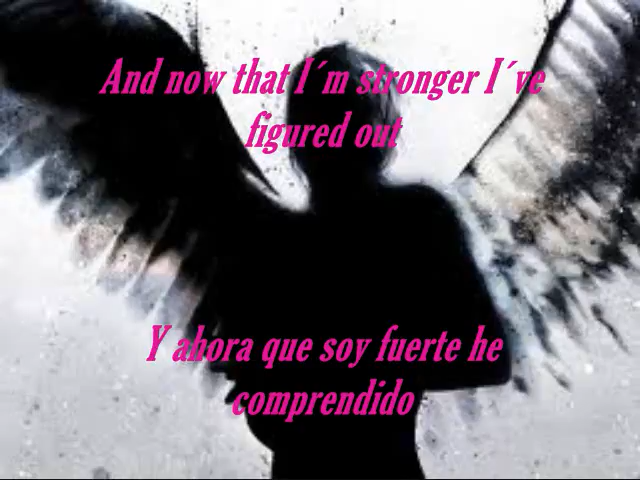 And now that I´m stronger I´ve
figured out
Y ahora que soy fuerte he
comprendido